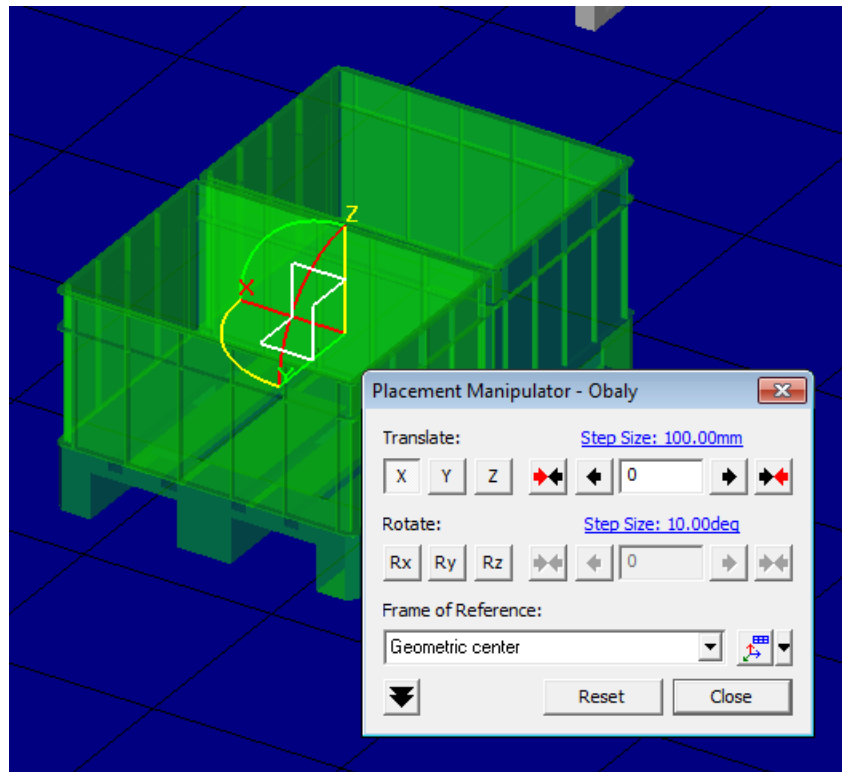 Z
X
Y
Placement Manipulator - Obaly
Translate:
Step Size: 100.00mm
X Y Z 0
Rotate:
Step Size: 10.00deg
Rx Ry Rz 0
Frame of Reference:
Geometric center
Reset Close